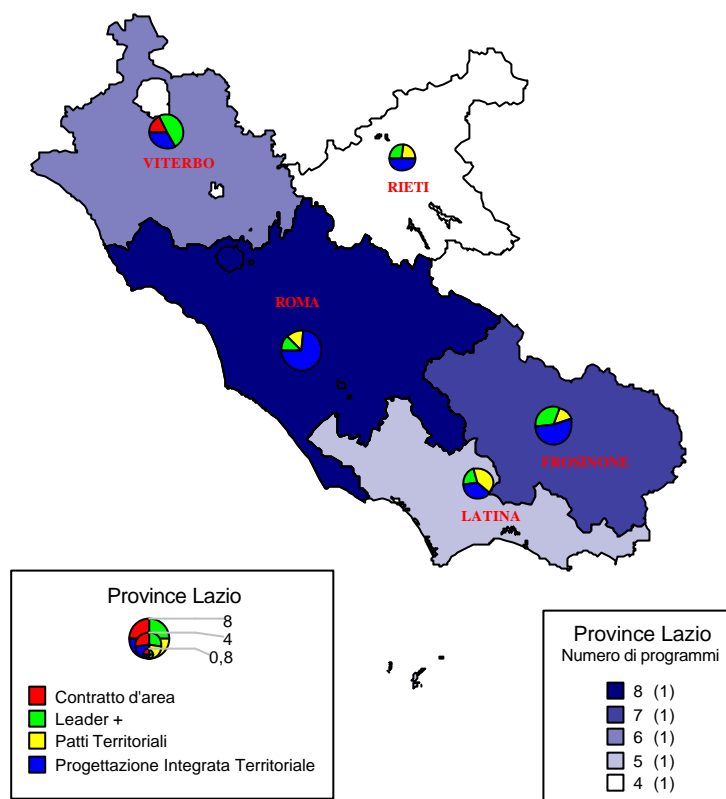 VITERBO
RIETI
ROMA
FROSINONE
LATINA
Province Lazio
8
4
0,8
Contratto d'area
Leader +
Patti Territoriali
Progettazione Integrata Territoriale
Province Lazio
Numero di programmi
8 (1)
7 (1)
6 (1)
5 (1)
4 (1)